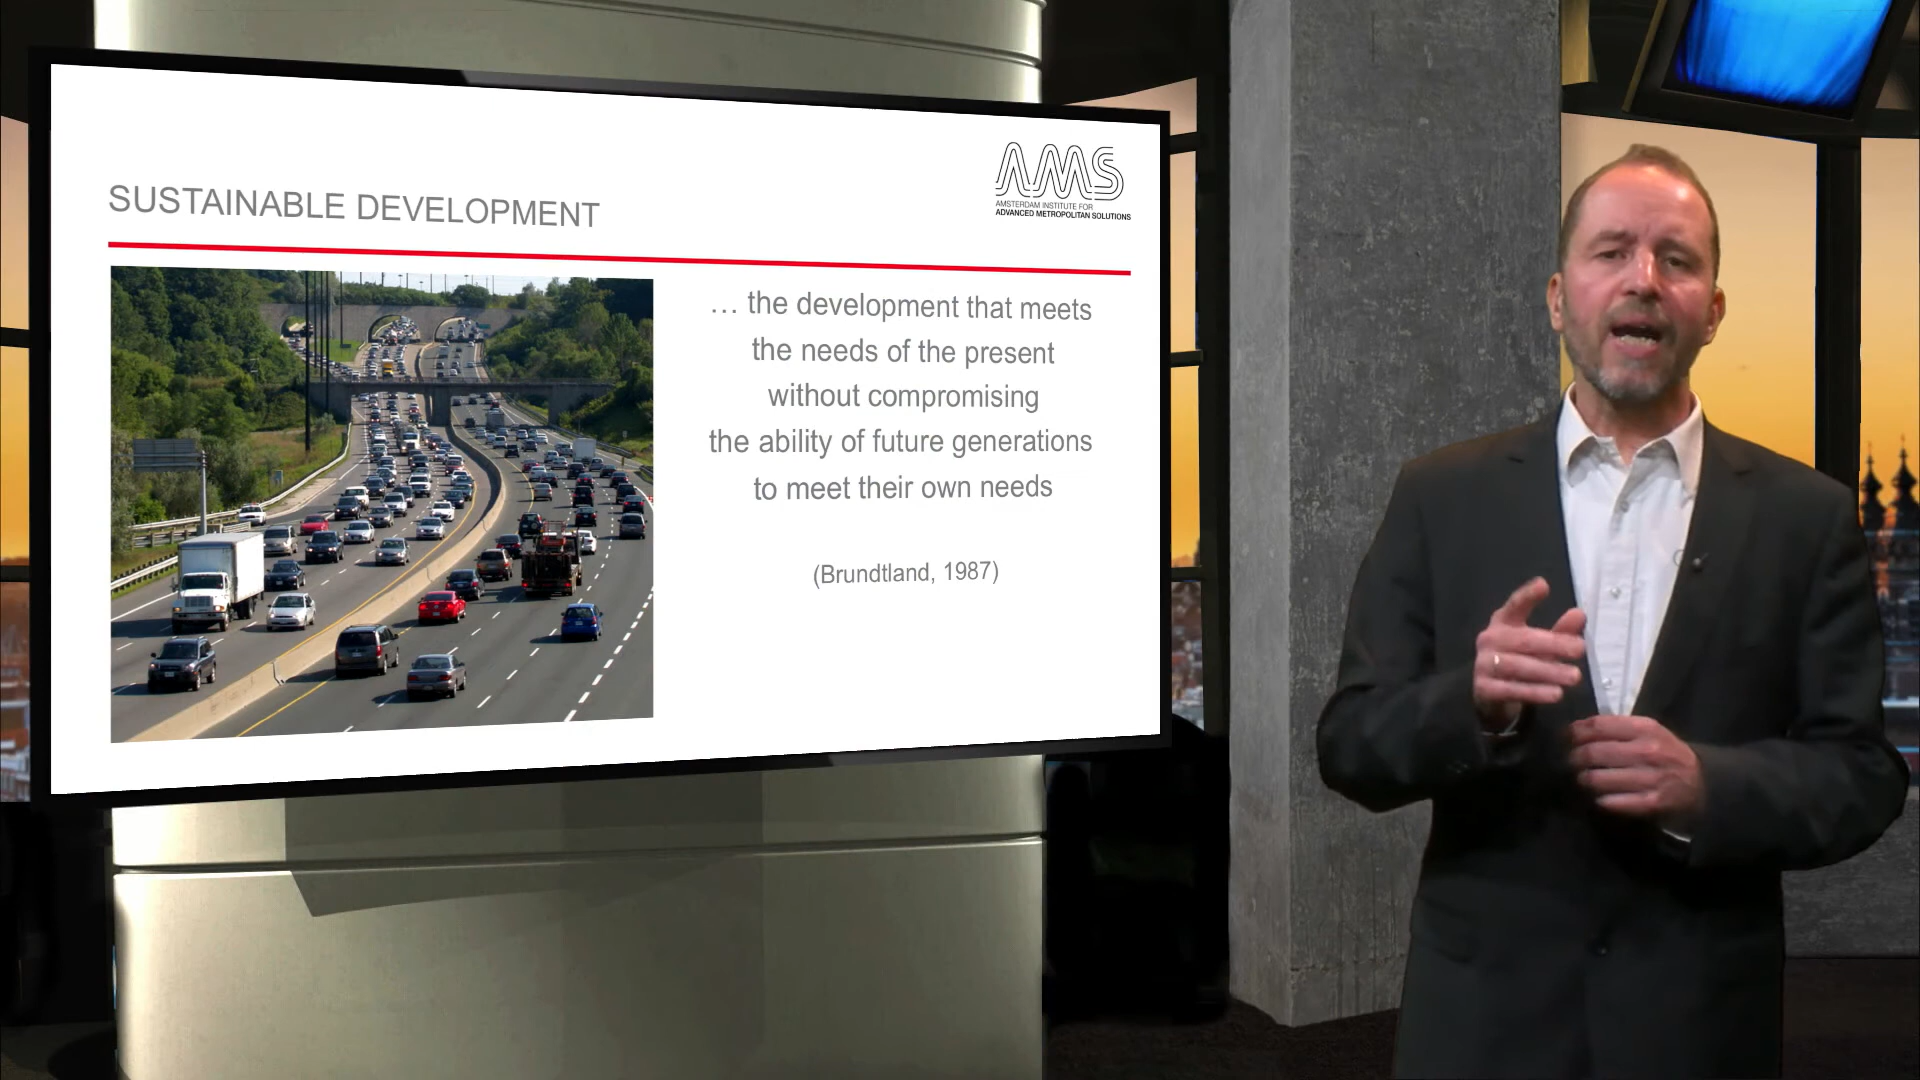 AMS
AMSTERDAM INSTITUTE FOR
ADVANCED METROPOLITAN SOLUTIONS
SUSTAINABLE DEVELOPMENT
… the development that meets
the needs of the present
without compromising
the ability of future generations
to meet their own needs
(Brundtland, 1987)